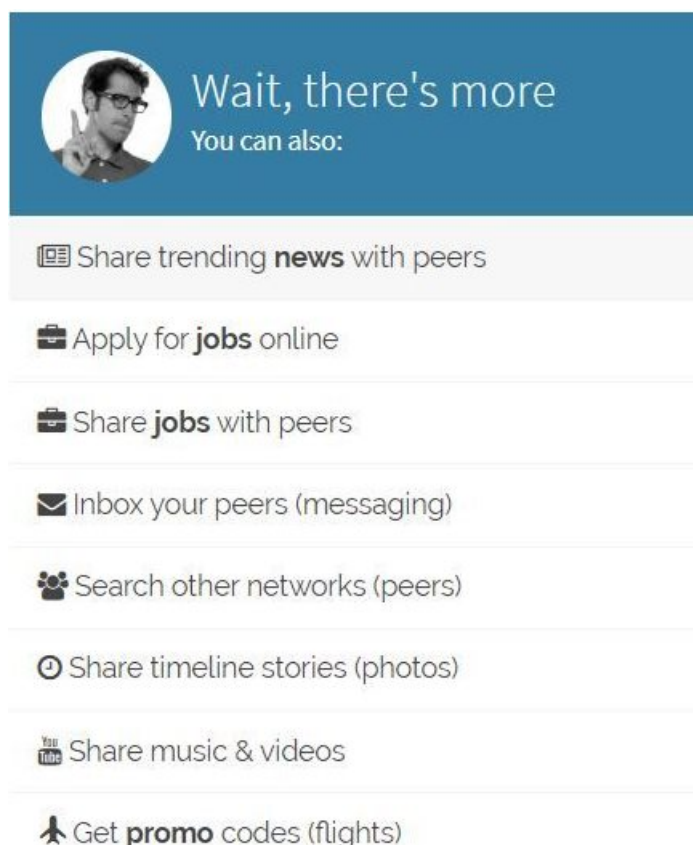 Wait, there's more
You can also:
Share trending news with peers
Apply for jobs online
Share jobs with peers
Inbox your peers (messaging)
Search other networks (peers)
Share timeline stories (photos)
You
Tube
Share music & videos
Get promo codes (flights)